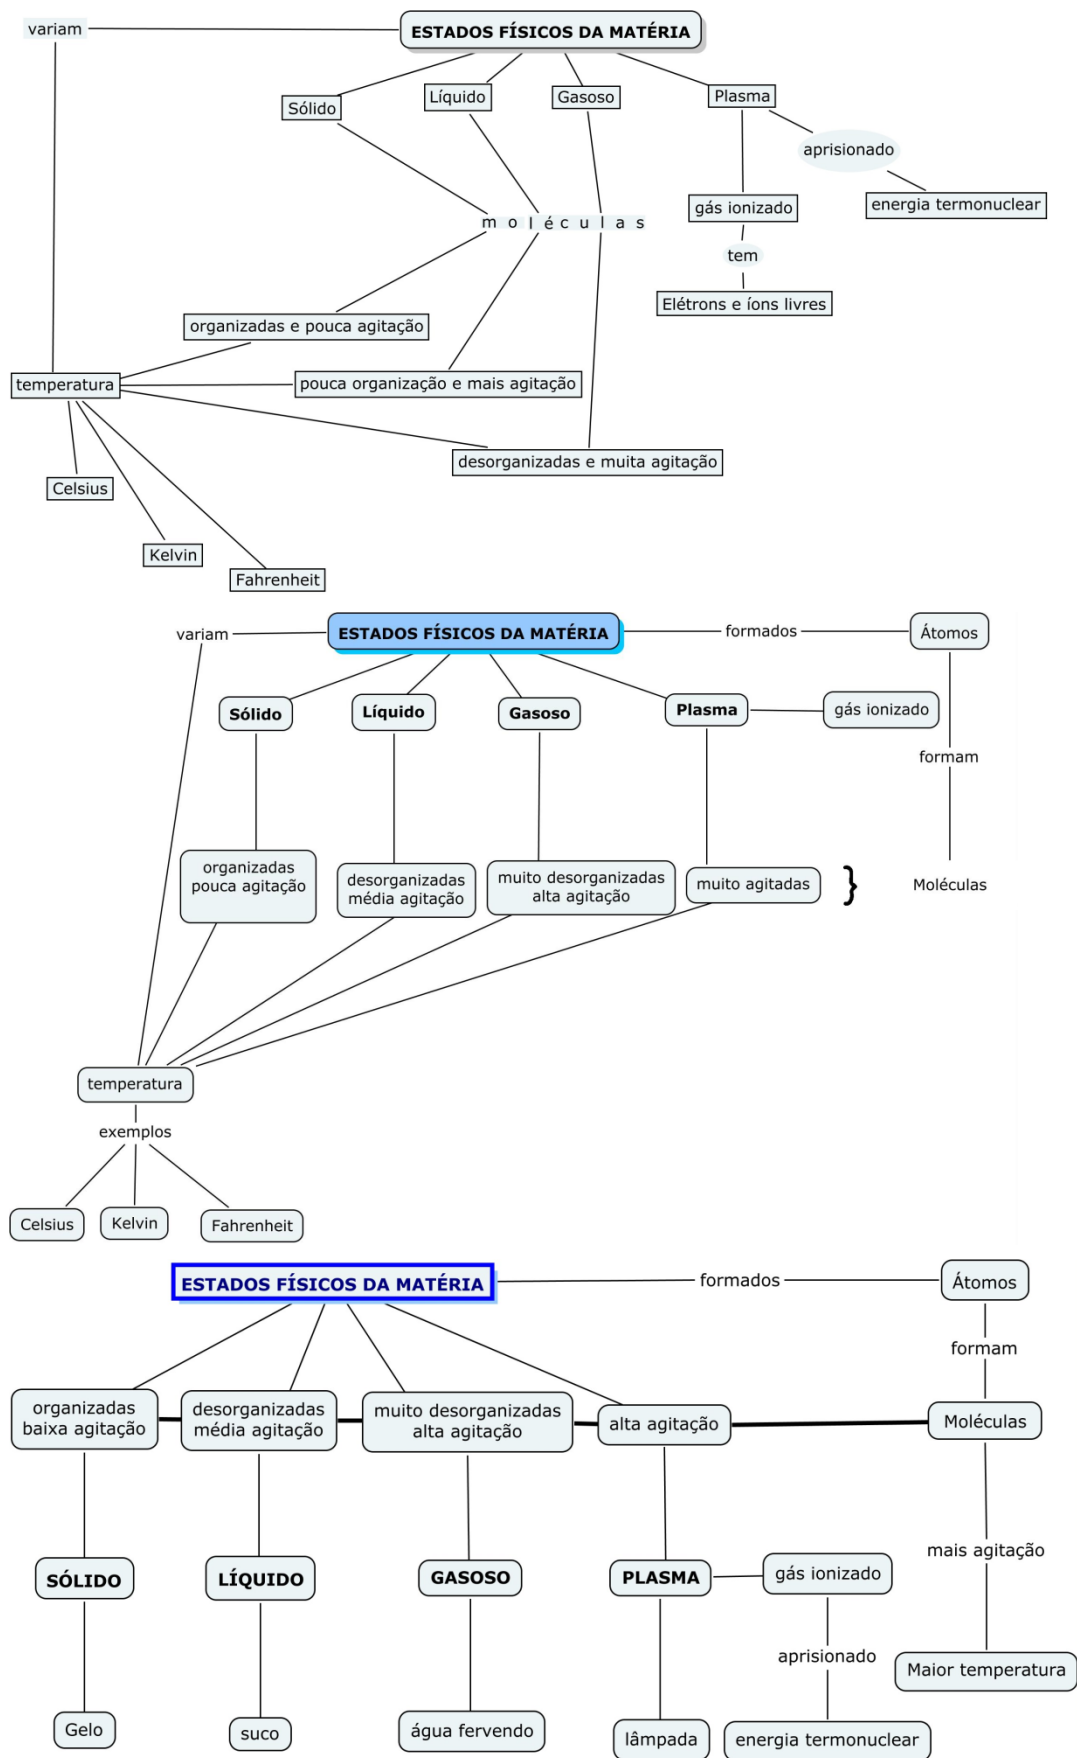 variam
ESTADOS FÍSICOS DA MATÉRIA
Sólido
Líquido
Gasoso
Plasma
aprisionado
energia termonuclear
gás ionizado
m o l é c u l a s
tem
Elétrons e íons livres
organizadas e pouca agitação
temperatura
pouca organização e mais agitação
desorganizadas e muita agitação
Celsius
Kelvin
Fahrenheit
variam
ESTADOS FÍSICOS DA MATÉRIA
formados
Átomos
Sólido
Líquido
Gasoso
Plasma
gás ionizado
formam
organizadas
pouca agitação
desorganizadas
média agitação
muito desorganizadas
alta agitação
muito agitadas
}
Moléculas
temperatura
exemplos
Celsius
Kelvin
Fahrenheit
ESTADOS FÍSICOS DA MATÉRIA
formados
Átomos
formam
organizadas
baixa agitação
desorganizadas
média agitação
muito desorganizadas
alta agitação
alta agitação
Moléculas
mais agitação
SÓLIDO
LÍQUIDO
GASOSO
PLASMA
gás ionizado
aprisionado
Maior temperatura
Gelo
suco
água fervendo
lâmpada
energia termonuclear